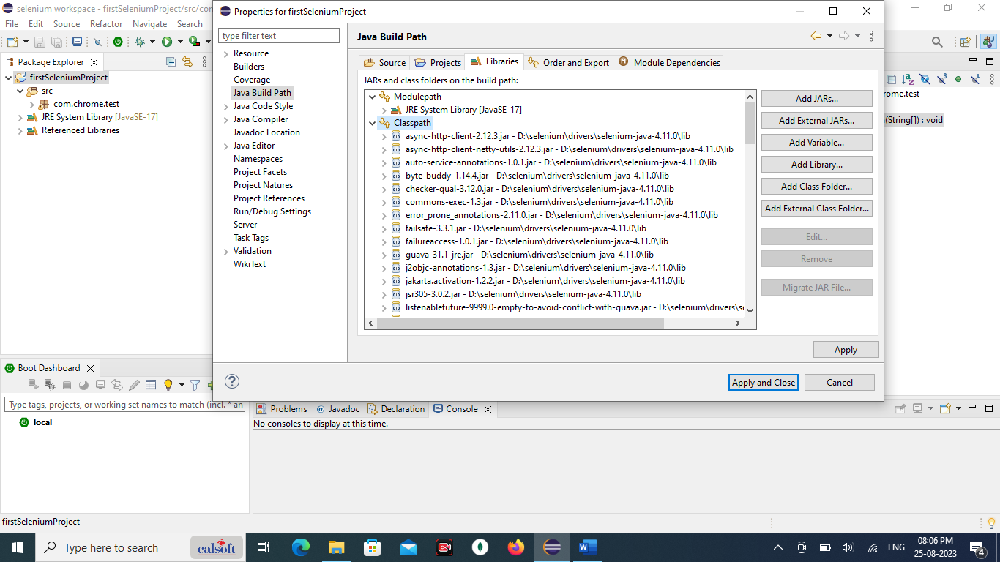 selenium workspace - firstSeleniumProject/src/con
File Edit Source Refactor Navigate Search
Package Explorer
firstSeleniumProject
src
com.chrome.test
JRE System Library [JavaSE-17]
Referenced Libraries
Boot Dashboard
Type tags, projects, or working set names to match (incl. * an
local
Properties for firstSeleniumProject
type filter text
Resource
Builders
Coverage
Java Build Path
Java Code Style
Java Compiler
Javadoc Location
Java Editor
Namespaces
Project Facets
Project Natures
Project References
Run/Debug Settings
Server
Task Tags
Validation
WikiText
Java Build Path
Source Projects Libraries Order and Export Module Dependencies
JARs and class folders on the build path:
Modulepath
JRE System Library [JavaSE-17]
Classpath
async-http-client-2.12.3.jar - D:\selenium\drivers\selenium-java-4.11.0\lib
async-http-client-netty-utils-2.12.3.jar - D:\selenium\drivers\selenium-java-4.11.0\lib
auto-service-annotations-1.0.1.jar - D:\selenium\drivers\selenium-java-4.11.0\lib
byte-buddy-1.14.4.jar - D:\selenium\drivers\selenium-java-4.11.0\lib
checker-qual-3.12.0.jar - D:\selenium\drivers\selenium-java-4.11.0\lib
commons-exec-1.3.jar - D:\selenium\drivers\selenium-java-4.11.0\lib
error_prone_annotations-2.11.0.jar - D:\selenium\drivers\selenium-java-4.11.0\lib
failsafe-3.3.1.jar - D:\selenium\drivers\selenium-java-4.11.0\lib
failureaccess-1.0.1.jar - D:\selenium\drivers\selenium-java-4.11.0\lib
guava-31.1-jre.jar - D:\selenium\drivers\selenium-java-4.11.0\lib
j2objc-annotations-1.3.jar - D:\selenium\drivers\selenium-java-4.11.0\lib
jakarta.activation-1.2.2.jar - D:\selenium\drivers\selenium-java-4.11.0\lib
jsr305-3.0.2.jar - D:\selenium\drivers\selenium-java-4.11.0\lib
listenablefuture-9999.0-empty-to-avoid-conflict-with-guava.jar - D:\selenium\drivers\se
Add JARs...
Add External JARs...
Add Variable...
Add Library...
Add Class Folder...
Add External Class Folder...
Edit...
Remove
Migrate JAR File...
Apply
Apply and Close Cancel
rome.test
(String[]) : void
Problems @ Javadoc Declaration Console
No consoles to display at this time.
firstSeleniumProject
Type here to search
calsoft
ENG
08:06 PM
25-08-2023
4